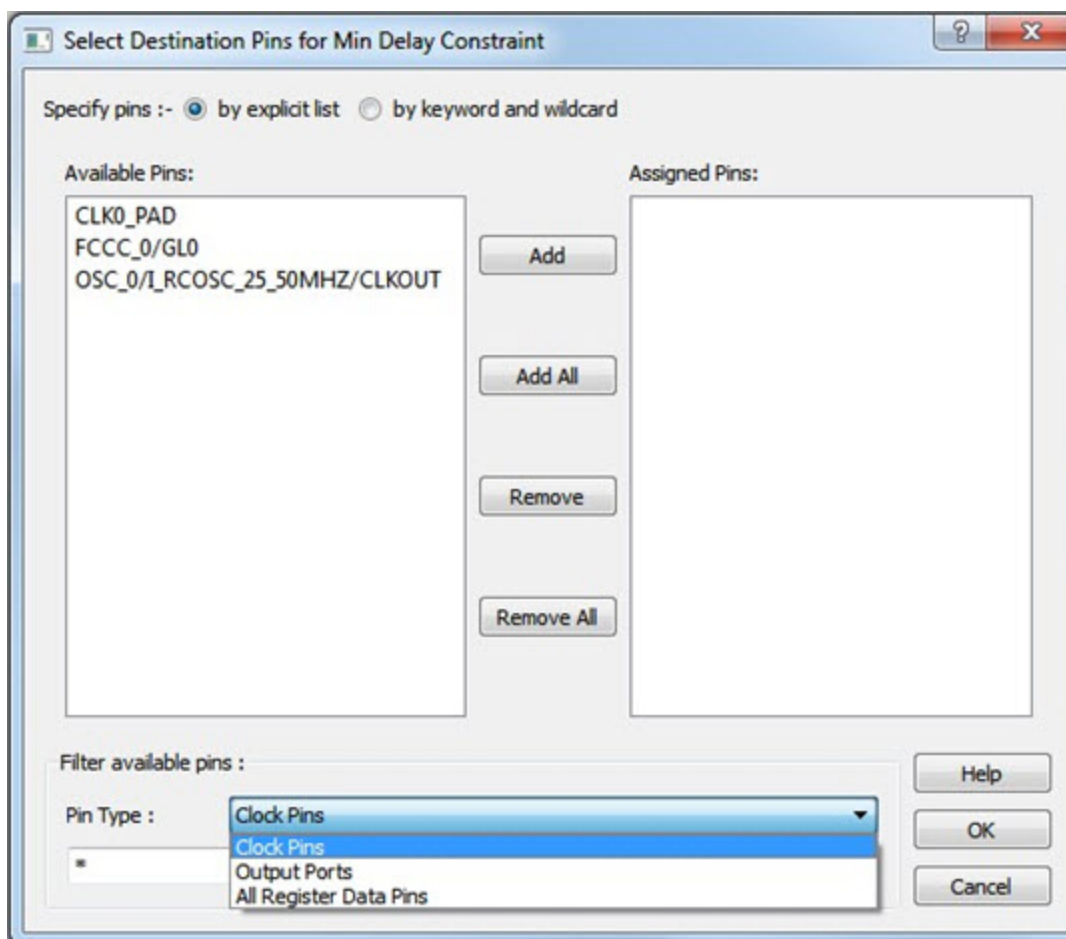 Select Destination Pins for Min Delay Constraint
?
X
Specify pins :- by explicit list by keyword and wildcard
Available Pins:
Assigned Pins:
CLK0_PAD
FCCC_0/GL0
OSC_0/I_RCOSC_25_50MHZ/CLKOUT
Add
Add All
Remove
Remove All
Filter available pins :
Pin Type :
Clock Pins
Clock Pins
Output Ports
All Register Data Pins
*
Help
OK
Cancel